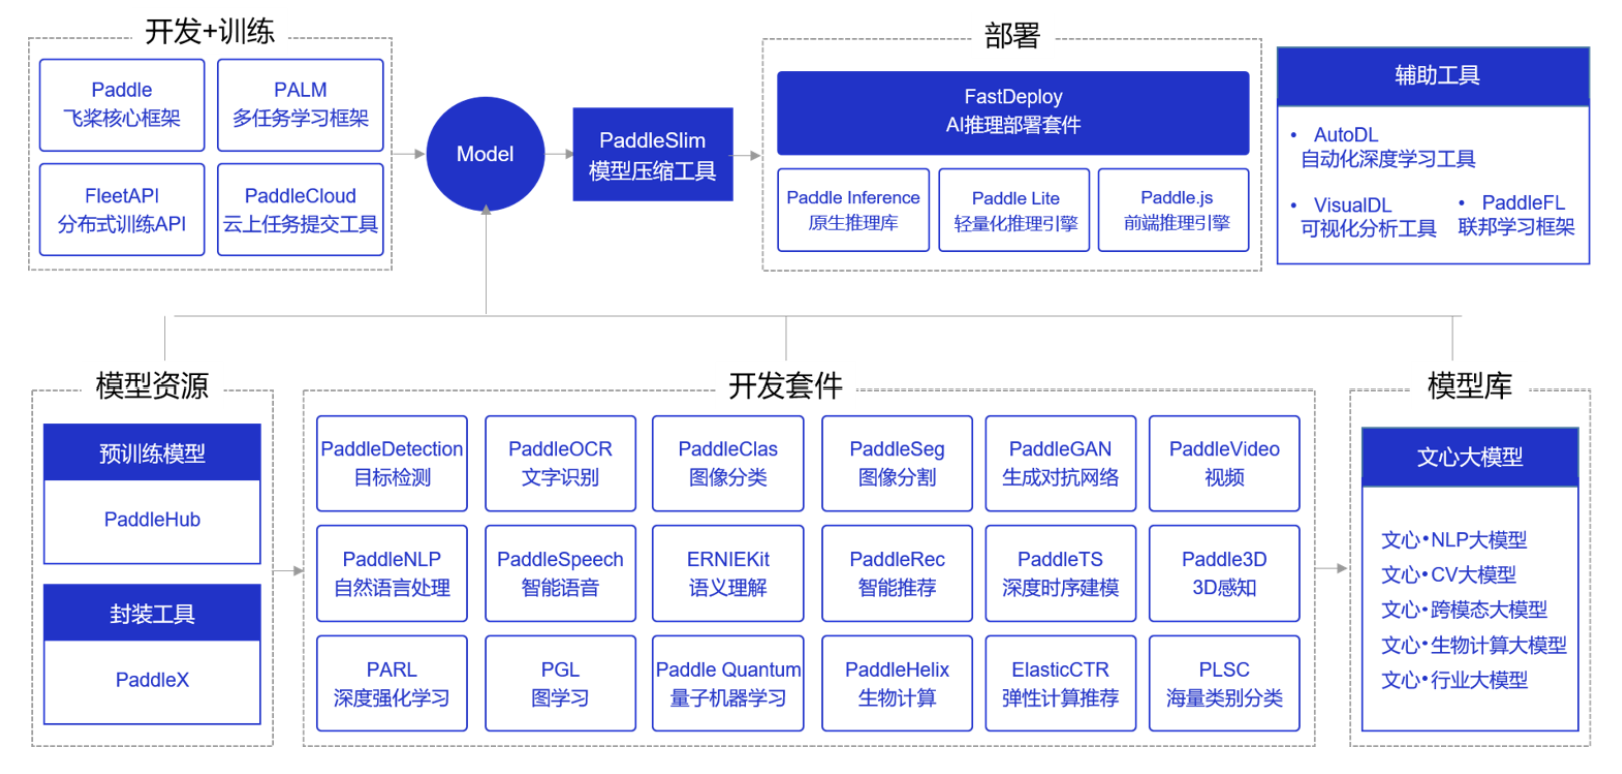 开发+训练
Paddle
飞桨核心框架
PALM
多任务学习框架
FleetAPI
分布式训练API
PaddleCloud
云上任务提交工具
Model
PaddleSlim
模型压缩工具
部署
FastDeploy
AI推理部署套件
Paddle Inference
原生推理库
Paddle Lite
轻量化推理引擎
Paddle.js
前端推理引擎
辅助工具
• AutoDL
自动化深度学习工具
• VisualDL
可视化分析工具
• PaddleFL
联邦学习框架
模型资源
预训练模型
PaddleHub
封装工具
PaddleX
开发套件
PaddleDetection
目标检测
PaddleOCR
文字识别
PaddleClas
图像分类
PaddleSeg
图像分割
PaddleGAN
生成对抗网络
PaddleVideo
视频
PaddleNLP
自然语言处理
PaddleSpeech
智能语音
ERNIEKit
语义理解
PaddleRec
智能推荐
PaddleTS
深度时序建模
Paddle3D
3D感知
PARL
深度强化学习
PGL
图学习
Paddle Quantum
量子机器学习
PaddleHelix
生物计算
ElasticCTR
弹性计算推荐
PLSC
海量类别分类
模型库
文心大模型
文心•NLP大模型
文心•CV大模型
文心•跨模态大模型
文心•生物计算大模型
文心•行业大模型